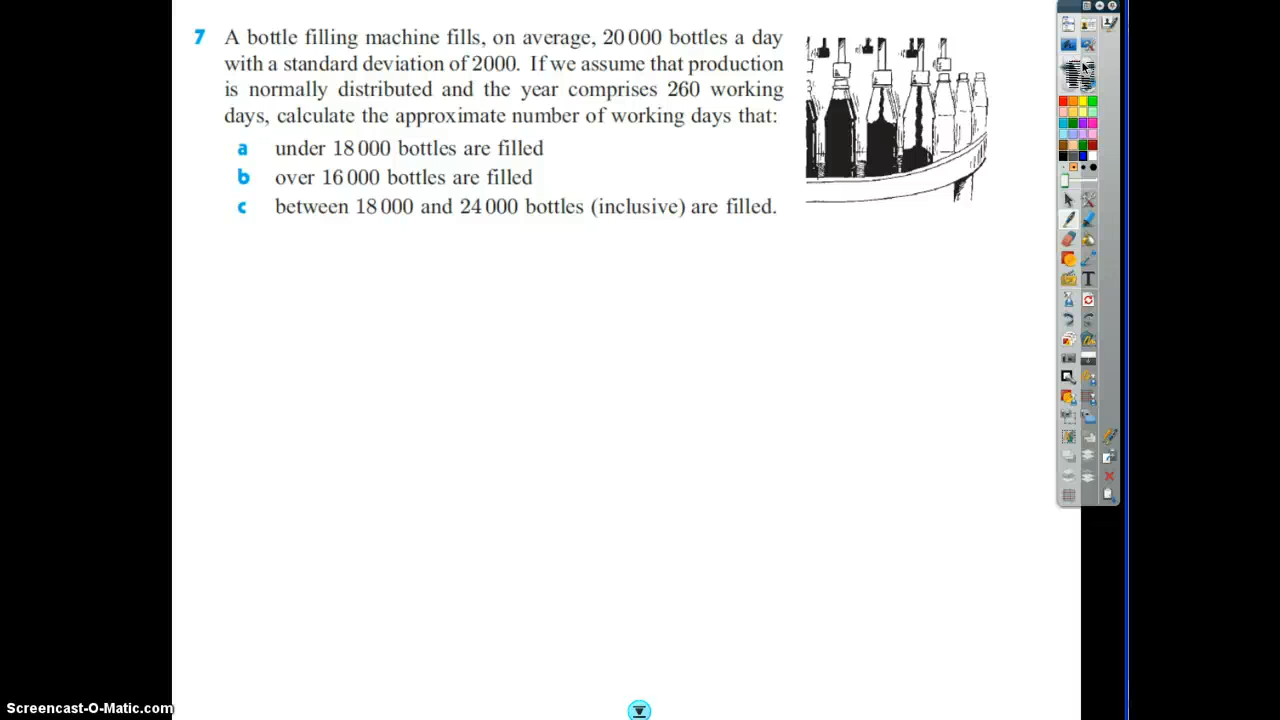 7 A bottle filling machine fills, on average, 20 000 bottles a day
with a standard deviation of 2000. If we assume that production
is normally distributed and the year comprises 260 working
days, calculate the approximate number of working days that:
a under 18 000 bottles are filled
b over 16 000 bottles are filled
c between 18 000 and 24 000 bottles (inclusive) are filled.
T
Screencast-O-Matic.com